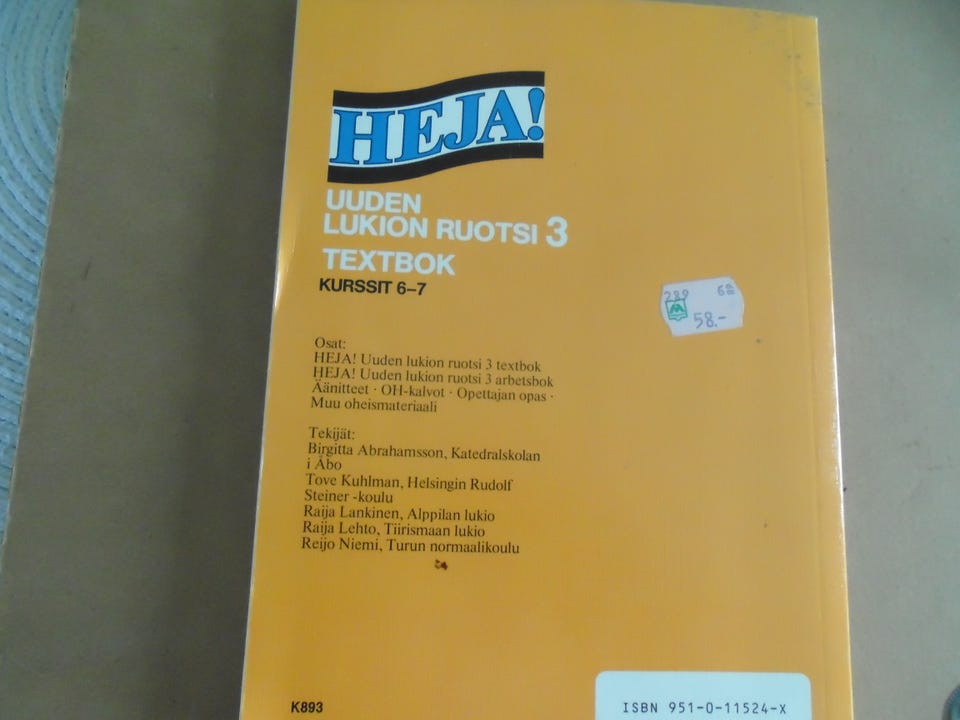 HEJA!
UUDEN
LUKION RUOTSI 3
TEXTBOK
KURSSIT 6–7
289 6a
58.-
Osat:
HEJA! Uuden lukion ruotsi 3 textbok
HEJA! Uuden lukion ruotsi 3 arbetsbok
Äänitteet · OH-kalvot · Opettajan opas ·
Muu oheismateriaali
Tekijät:
Birgitta Abrahamsson, Katedralskolan
i Åbo
Tove Kuhlman, Helsingin Rudolf
Steiner -koulu
Raija Lankinen, Alppilan lukio
Raija Lehto, Tiirismaan lukio
Reijo Niemi, Turun normaalikoulu
K893
ISBN 951-0-11524-X